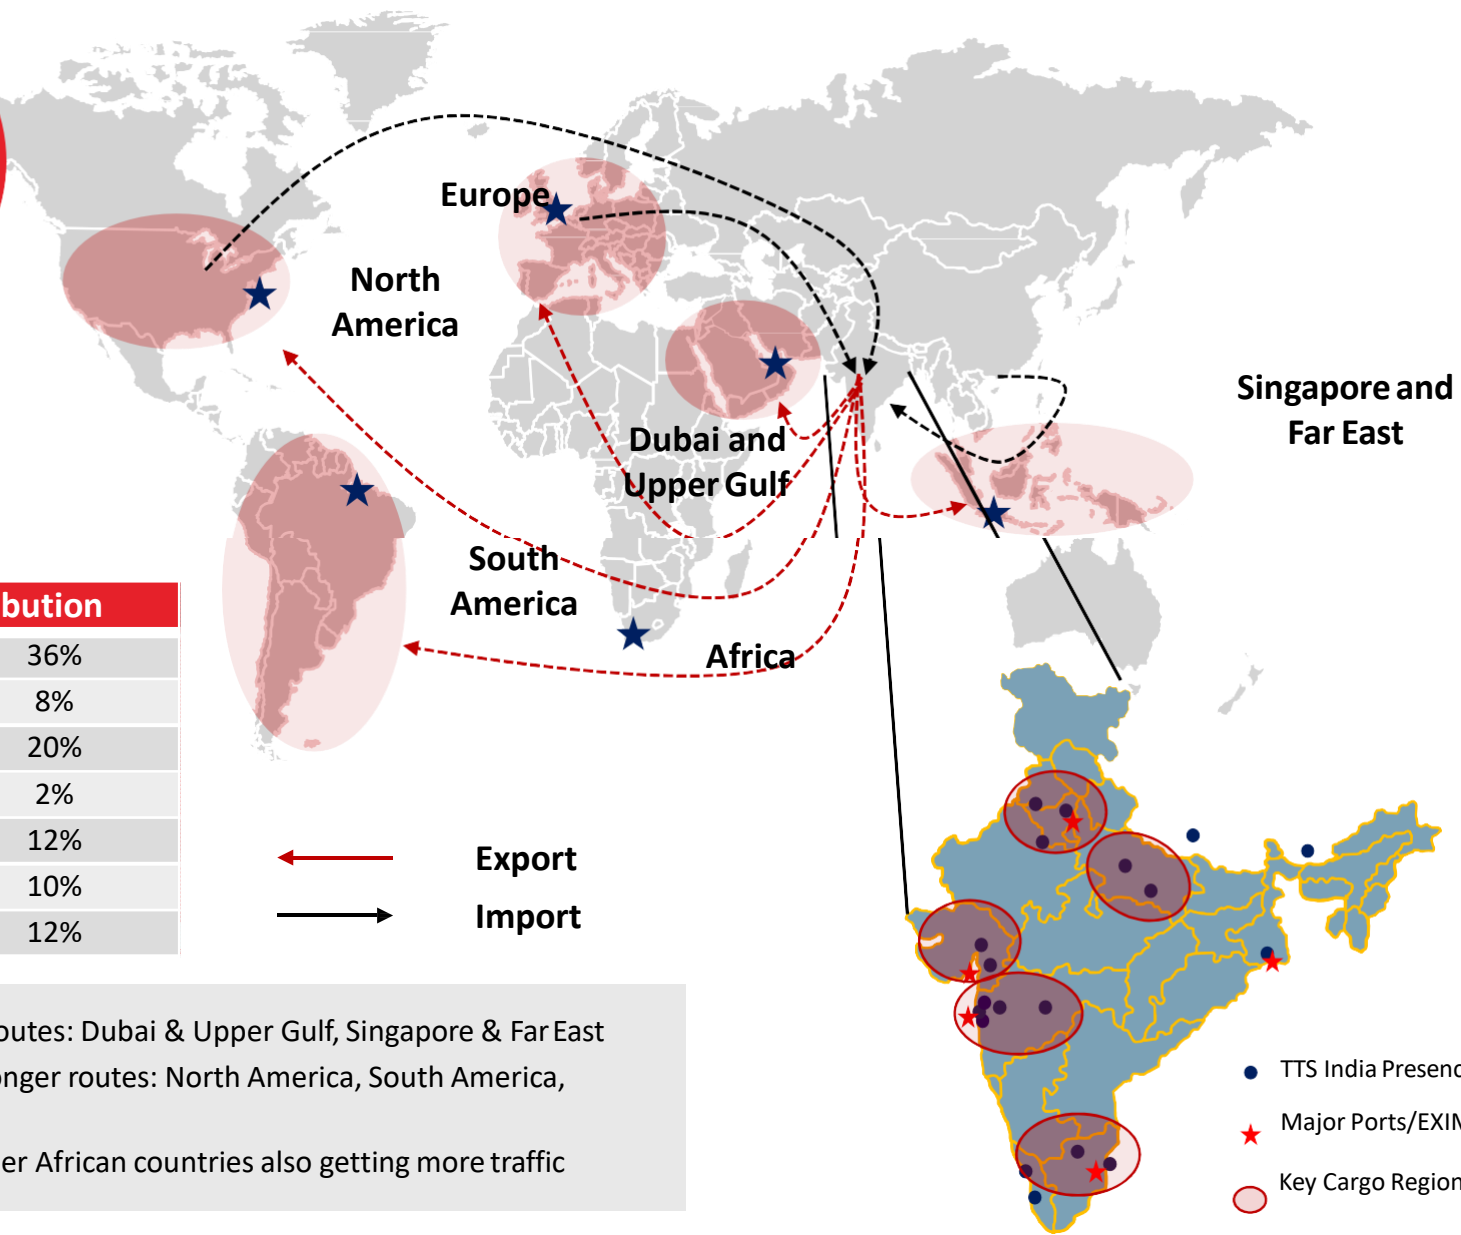 Europe
North
America
Singapore and
Far East
Dubai and
Upper Gulf
South
America
Africa
bution
36%
8%
20%
2%
12%
10%
12%
Export
Import
outes: Dubai & Upper Gulf, Singapore & Far East
onger routes: North America, South America,
er African countries also getting more traffic
TTS India Presenc
Major Ports/EXIM
Key Cargo Region